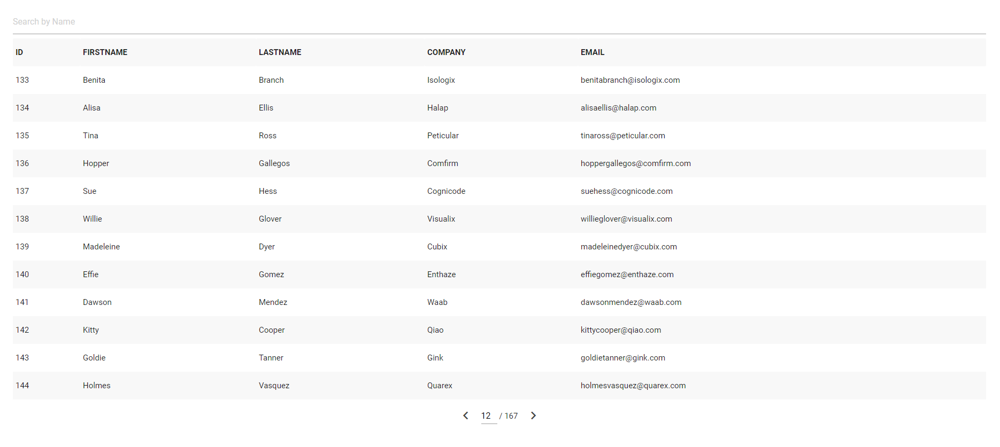 Search by Name
ID FIRSTNAME LASTNAME COMPANY EMAIL
133 Benita Branch Isologix benitabranch@isologix.com
134 Alisa Ellis Halap alisaellis@halap.com
135 Tina Ross Peticular tinaross@peticular.com
136 Hopper Gallegos Comfirm hoppergallegos@comfirm.com
137 Sue Hess Cognicode suehess@cognicode.com
138 Willie Glover Visualix willieglover@visualix.com
139 Madeleine Dyer Cubix madeleinedyer@cubix.com
140 Effie Gomez Enthaze effiegomez@enthaze.com
141 Dawson Mendez Waab dawsonmendez@waab.com
142 Kitty Cooper Qiao kittycooper@qiao.com
143 Goldie Tanner Gink goldietanner@gink.com
144 Holmes Vasquez Quarex holmesvasquez@quarex.com
12 / 167